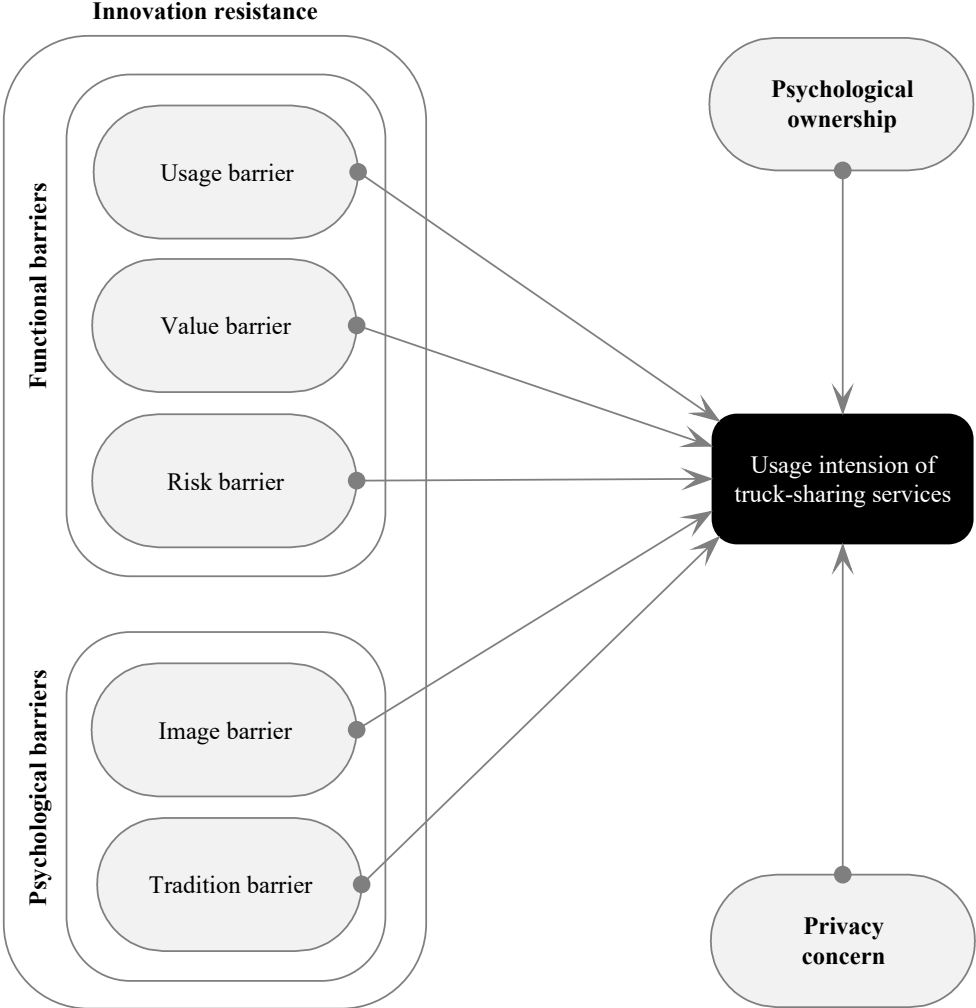 Innovation resistance
Functional barriers
Usage barrier
Value barrier
Risk barrier
Psychological barriers
Image barrier
Tradition barrier
Psychological
ownership
Usage intension of
truck-sharing services
Privacy
concern